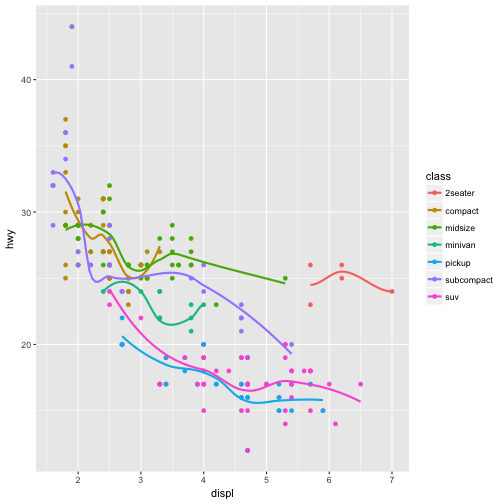 hwy
40
30
20
2
3
4
5
6
7
displ
class
2seater
compact
midsize
minivan
pickup
subcompact
suv